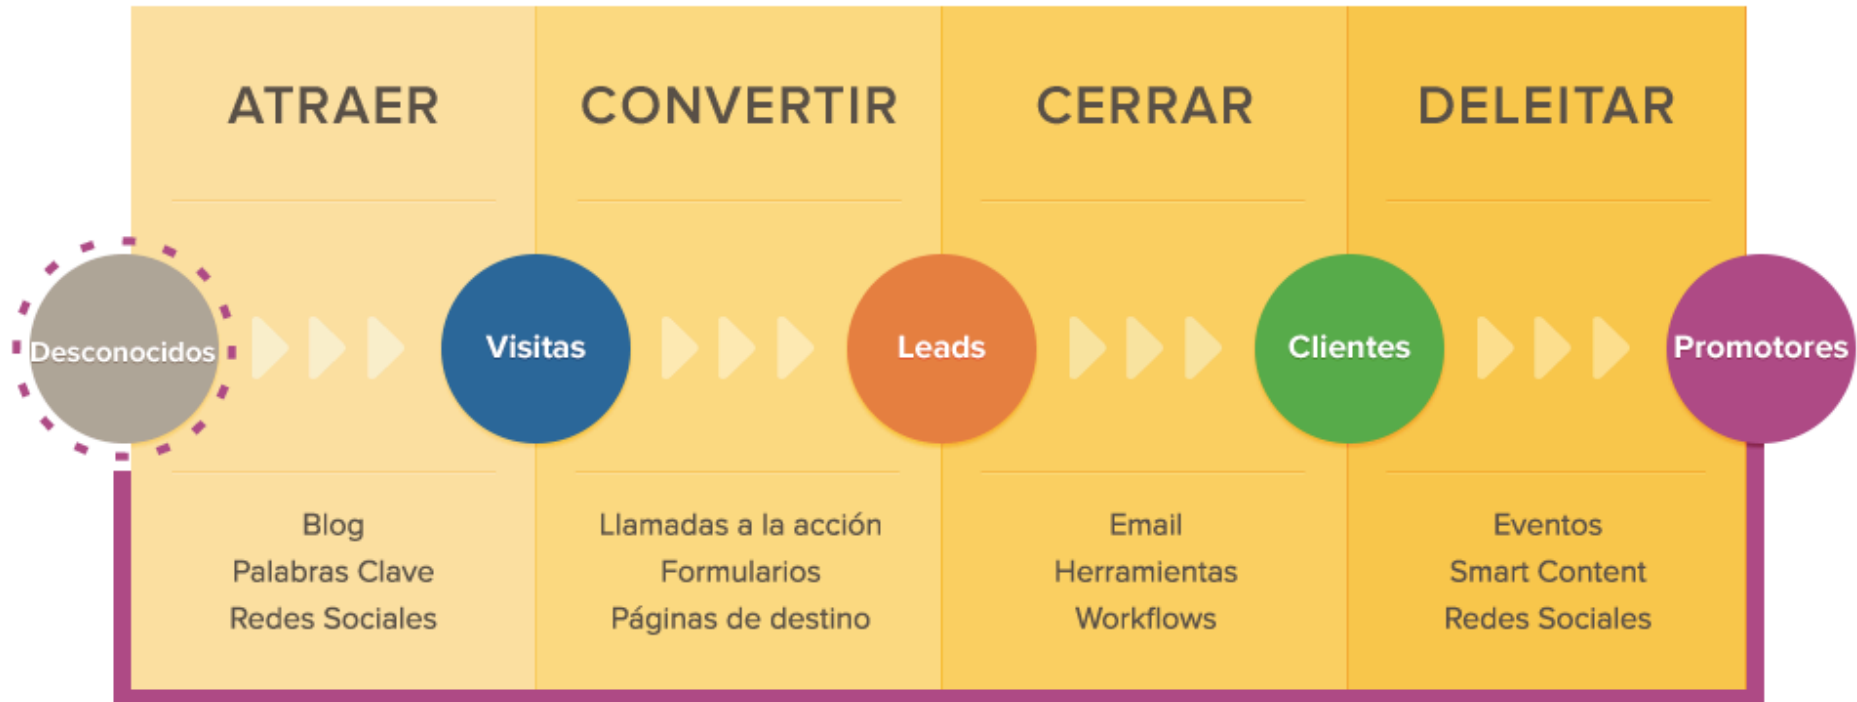 ATRAER
CONVERTIR
CERRAR
DELEITAR
Desconocidos
Visitas
Leads
Clientes
Promotores
Blog
Palabras Clave
Redes Sociales
Llamadas a la acción
Formularios
Páginas de destino
Email
Herramientas
Workflows
Eventos
Smart Content
Redes Sociales